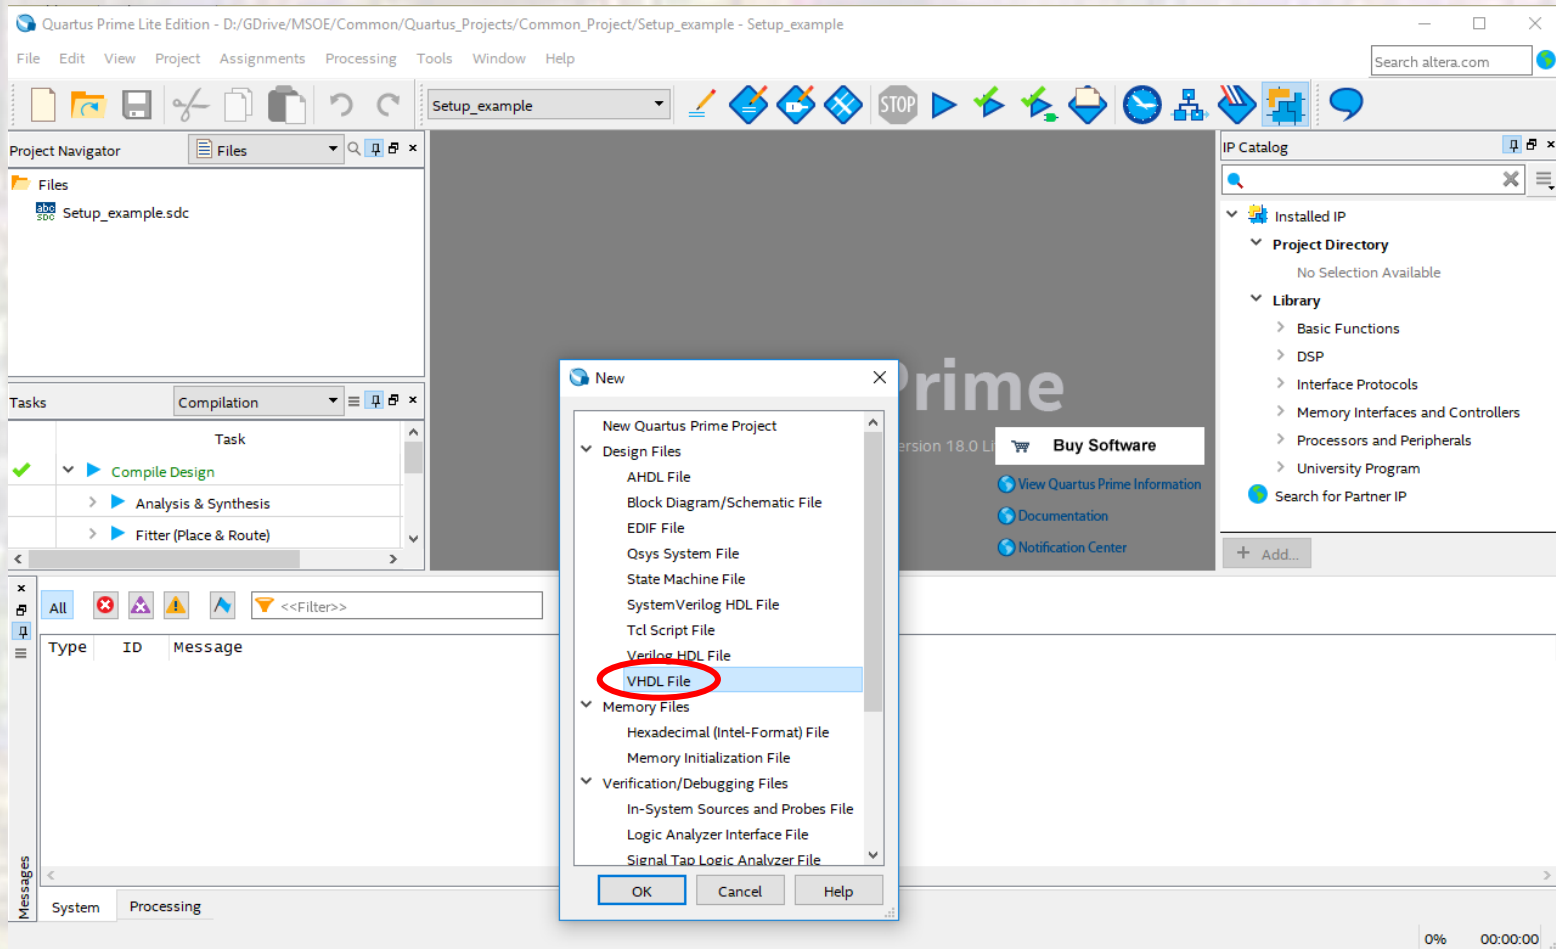 Quartus Prime Lite Edition - D:/GDrive/MSOE/Common/Quartus_Projects/Common_Project/Setup_example - Setup_example
File Edit View Project Assignments Processing Tools Window Help
Search altera.com
Setup_example
STOP
Project Navigator
Files
Files
abc
sdc
Setup_example.sdc
Tasks
Compilation
Task
Compile Design
Analysis & Synthesis
Fitter (Place & Route)
Prime
Version 18.0 Li
Buy Software
View Quartus Prime Information
Documentation
Notification Center
IP Catalog
Installed IP
Project Directory
No Selection Available
Library
Basic Functions
DSP
Interface Protocols
Memory Interfaces and Controllers
Processors and Peripherals
University Program
Search for Partner IP
+ Add...
New
New Quartus Prime Project
Design Files
AHDL File
Block Diagram/Schematic File
EDIF File
Qsys System File
State Machine File
SystemVerilog HDL File
Tcl Script File
Verilog HDL File
VHDL File
Memory Files
Hexadecimal (Intel-Format) File
Memory Initialization File
Verification/Debugging Files
In-System Sources and Probes File
Logic Analyzer Interface File
Signal Tap Logic Analyzer File
OK Cancel Help
All
<<Filter>>
Type ID Message
Messages
System Processing
0% 00:00:00